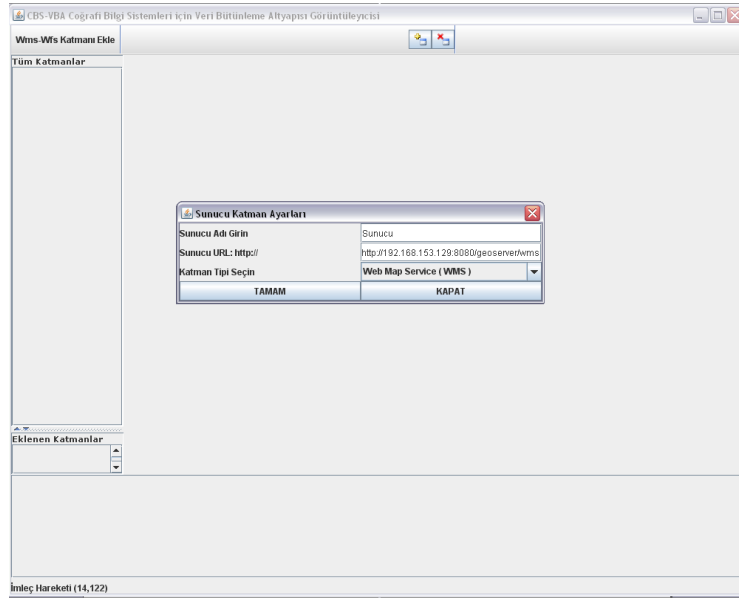 CBS-VBA Coğrafi Bilgi Sistemleri için Veri Bütünleme Altyapısı Görüntüleyicisi
Wms-Wfs Katmanı Ekle
Tüm Katmanlar
Sunucu Katman Ayarları
Sunucu Adı Girin Sunucu
Sunucu URL: http:// http://192.168.153.129:8080/geoserver/wms
Katman Tipi Seçin Web Map Service ( WMS )
TAMAM KAPAT
Eklenen Katmanlar
İmleç Hareketi (14,122)